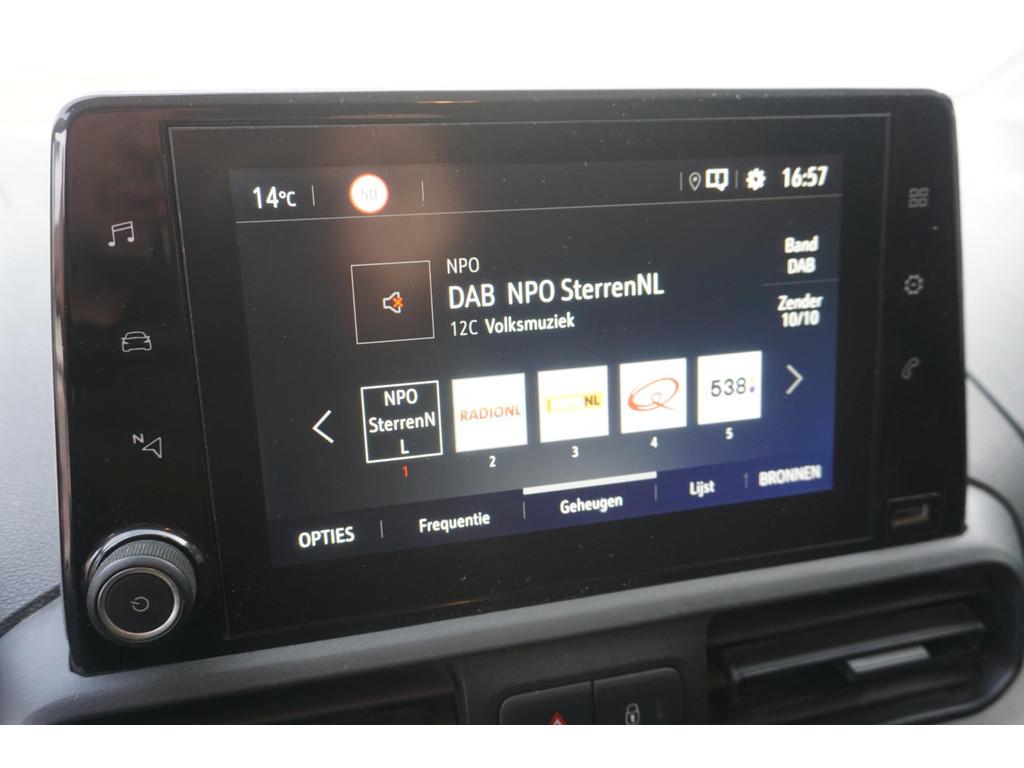 14°C
50
16:57
NPO
DAB NPO SterrenNL
12C Volksmuziek
Band
DAB
Zender
10/10
NPO
SterrenN
L
RADIONL
NL
538
1
2
3
4
5
OPTIES
Frequentie
Geheugen
Lijst
BRONNEN
N